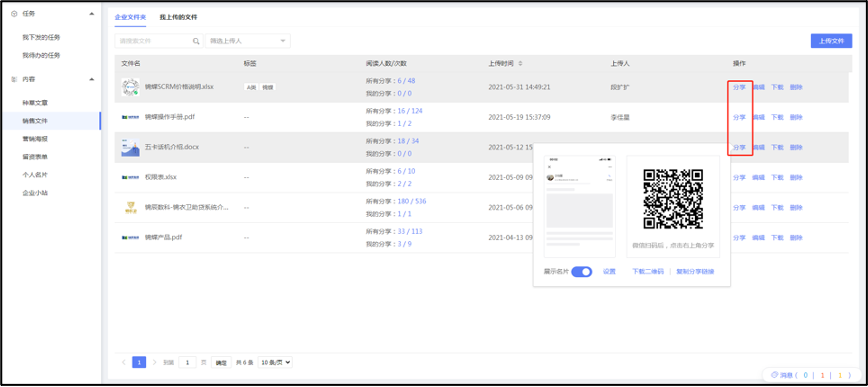 任务
我下发的任务
我待办的任务
内容
种草文章
销售文件
营销海报
留资表单
个人名片
企业小站
企业文件夹 我上传的文件
搜索文件 筛选上传人 上传文件
文件名 标签 阅读人数/次数 上传时间 上传人 操作
锦蝶SCRM价格说明.xlsx A类 锦蝶 所有分享：6 / 48 2021-05-31 14:49:21 分享 编辑 下载 删除
我的分享：0 / 0
锦蝶操作手册.pdf -- 所有分享：16 / 124 2021-05-19 15:37:09 李佳星 分享 编辑 下载 删除
我的分享：1 / 2
五卡话机介绍.docx -- 所有分享：18 / 34 2021-05-12 15 分享 编辑 下载 删除
我的分享：0 / 0
权限表.xlsx -- 所有分享：6 / 10 2021-05-09 09 分享 编辑 下载 删除
我的分享：2 / 2
锦辰数科-锦衣卫助贷系统介... -- 所有分享：180 / 536 2021-05-06 09 分享 编辑 下载 删除
我的分享：1 / 1
锦蝶产品.pdf -- 所有分享：33 / 113 2021-04-13 09 分享 编辑 下载 删除
我的分享：3 / 9
微信扫码后，点击右上角分享
展示名片 设置 下载二维码 | 复制分享链接
< 1 > 到第 1 页 确定 共 6 条 10 条/页
消息 ( 0 | 1 | 1 )